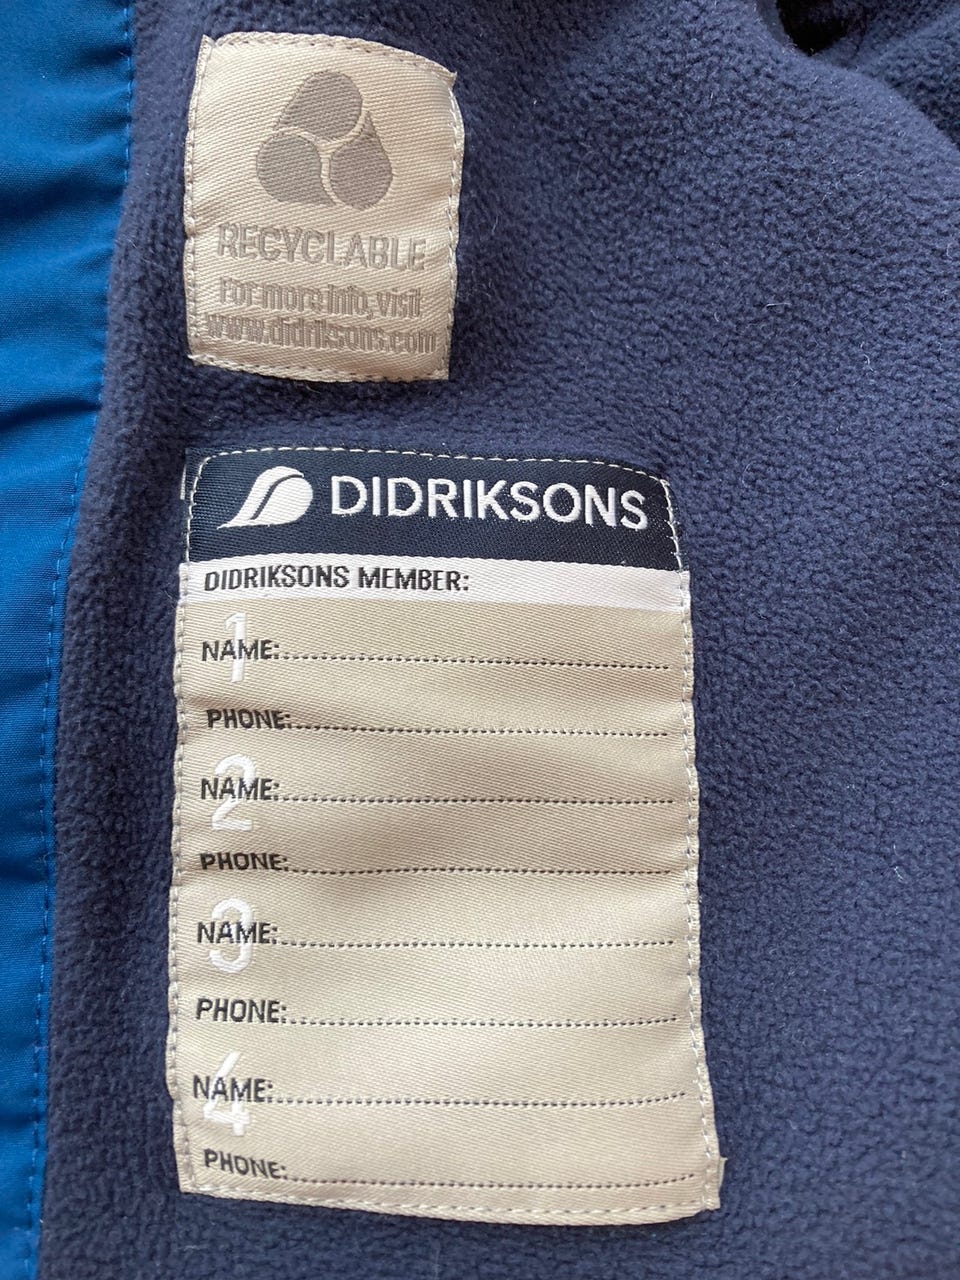 RECYCLABLE
For more info, visit
www.didriksons.com
DIDRIKSONS
DIDRIKSONS MEMBER:
1
NAME:
PHONE:
2
NAME:
PHONE:
3
NAME:
PHONE:
4
NAME:
PHONE: